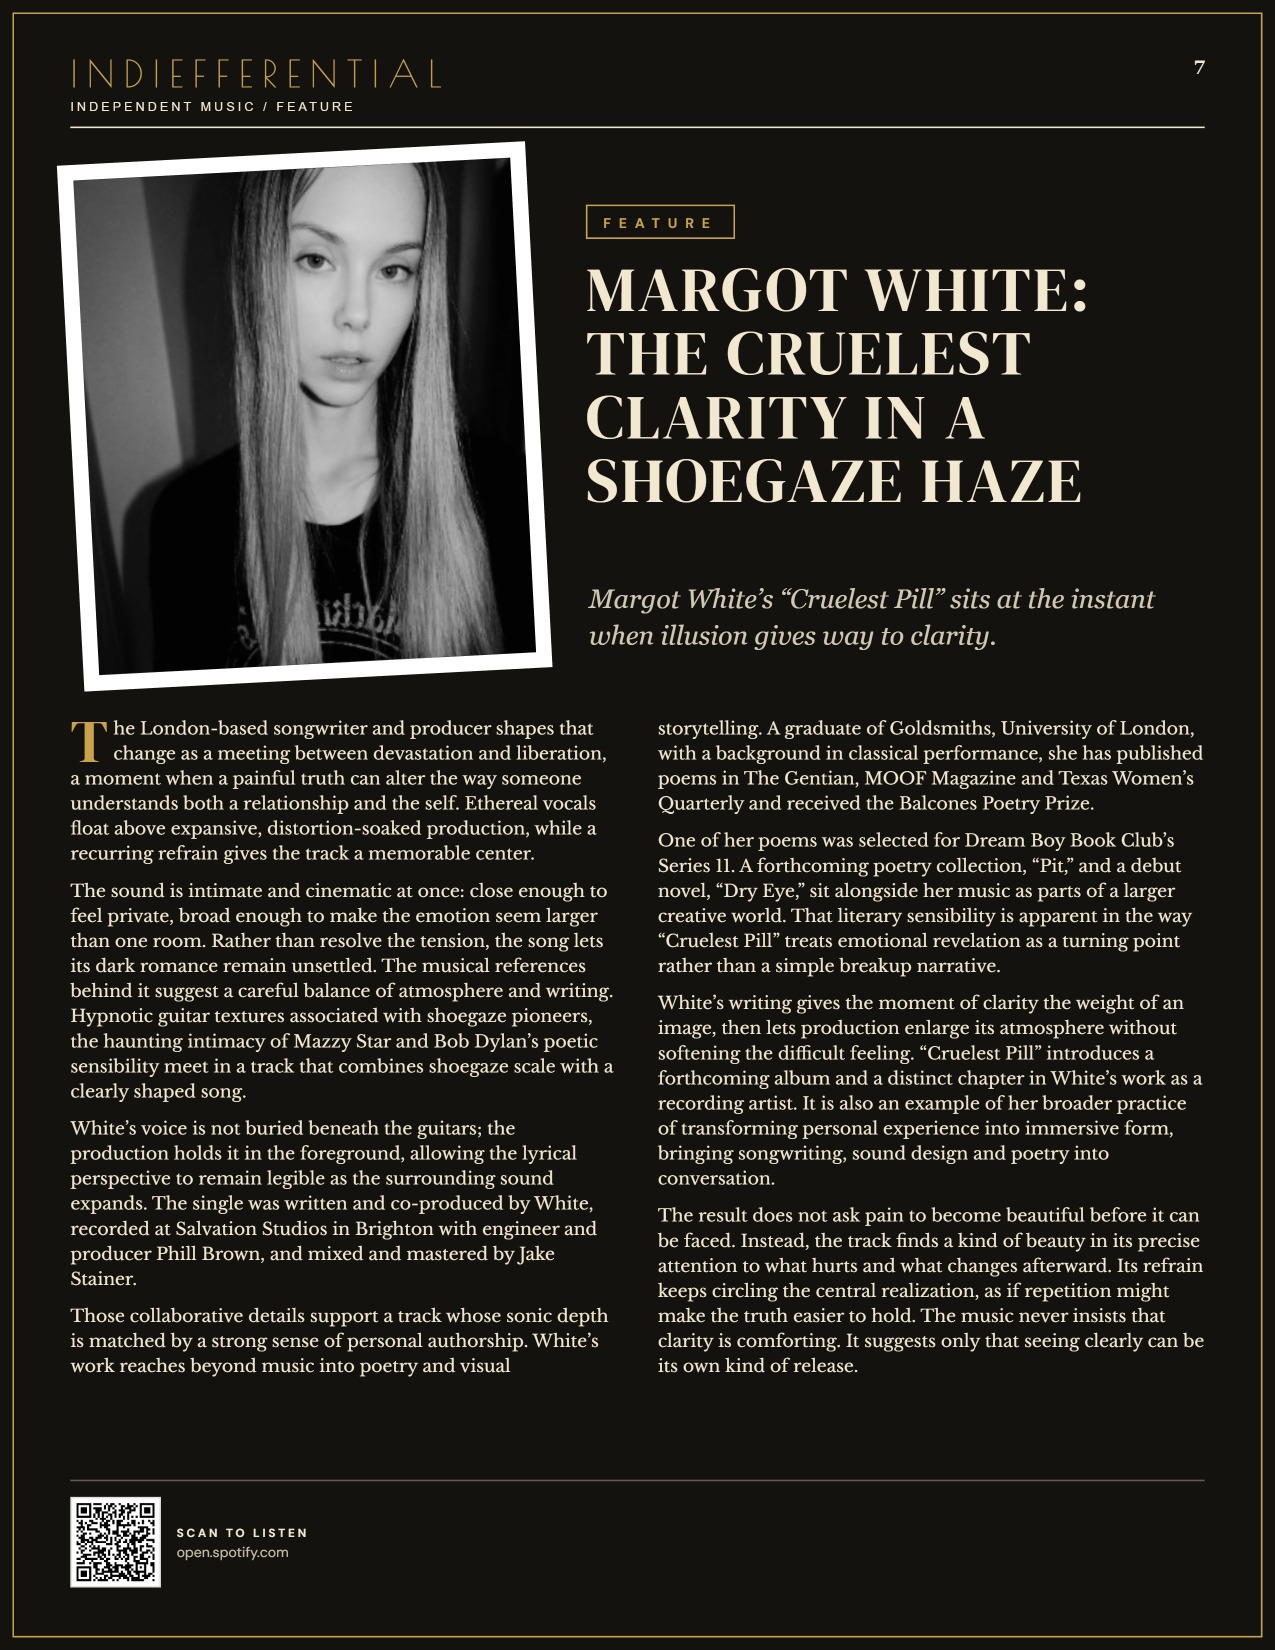 INDIEFFERENTIAL
INDEPENDENT MUSIC / FEATURE
7
FEATURE
MARGOT WHITE:
THE CRUELEST
CLARITY IN A
SHOEGAZE HAZE
Margot White’s “Cruelest Pill” sits at the instant
when illusion gives way to clarity.
The London-based songwriter and producer shapes that
change as a meeting between devastation and liberation,
a moment when a painful truth can alter the way someone
understands both a relationship and the self. Ethereal vocals
float above expansive, distortion-soaked production, while a
recurring refrain gives the track a memorable center.
The sound is intimate and cinematic at once: close enough to
feel private, broad enough to make the emotion seem larger
than one room. Rather than resolve the tension, the song lets
its dark romance remain unsettled. The musical references
behind it suggest a careful balance of atmosphere and writing.
Hypnotic guitar textures associated with shoegaze pioneers,
the haunting intimacy of Mazzy Star and Bob Dylan’s poetic
sensibility meet in a track that combines shoegaze scale with a
clearly shaped song.
White’s voice is not buried beneath the guitars; the
production holds it in the foreground, allowing the lyrical
perspective to remain legible as the surrounding sound
expands. The single was written and co-produced by White,
recorded at Salvation Studios in Brighton with engineer and
producer Phill Brown, and mixed and mastered by Jake
Stainer.
Those collaborative details support a track whose sonic depth
is matched by a strong sense of personal authorship. White’s
work reaches beyond music into poetry and visual
storytelling. A graduate of Goldsmiths, University of London,
with a background in classical performance, she has published
poems in The Gentian, MOOF Magazine and Texas Women’s
Quarterly and received the Balcones Poetry Prize.
One of her poems was selected for Dream Boy Book Club’s
Series 11. A forthcoming poetry collection, “Pit,” and a debut
novel, “Dry Eye,” sit alongside her music as parts of a larger
creative world. That literary sensibility is apparent in the way
“Cruelest Pill” treats emotional revelation as a turning point
rather than a simple breakup narrative.
White’s writing gives the moment of clarity the weight of an
image, then lets production enlarge its atmosphere without
softening the difficult feeling. “Cruelest Pill” introduces a
forthcoming album and a distinct chapter in White’s work as a
recording artist. It is also an example of her broader practice
of transforming personal experience into immersive form,
bringing songwriting, sound design and poetry into
conversation.
The result does not ask pain to become beautiful before it can
be faced. Instead, the track finds a kind of beauty in its precise
attention to what hurts and what changes afterward. Its refrain
keeps circling the central realization, as if repetition might
make the truth easier to hold. The music never insists that
clarity is comforting. It suggests only that seeing clearly can be
its own kind of release.
SCAN TO LISTEN
open.spotify.com